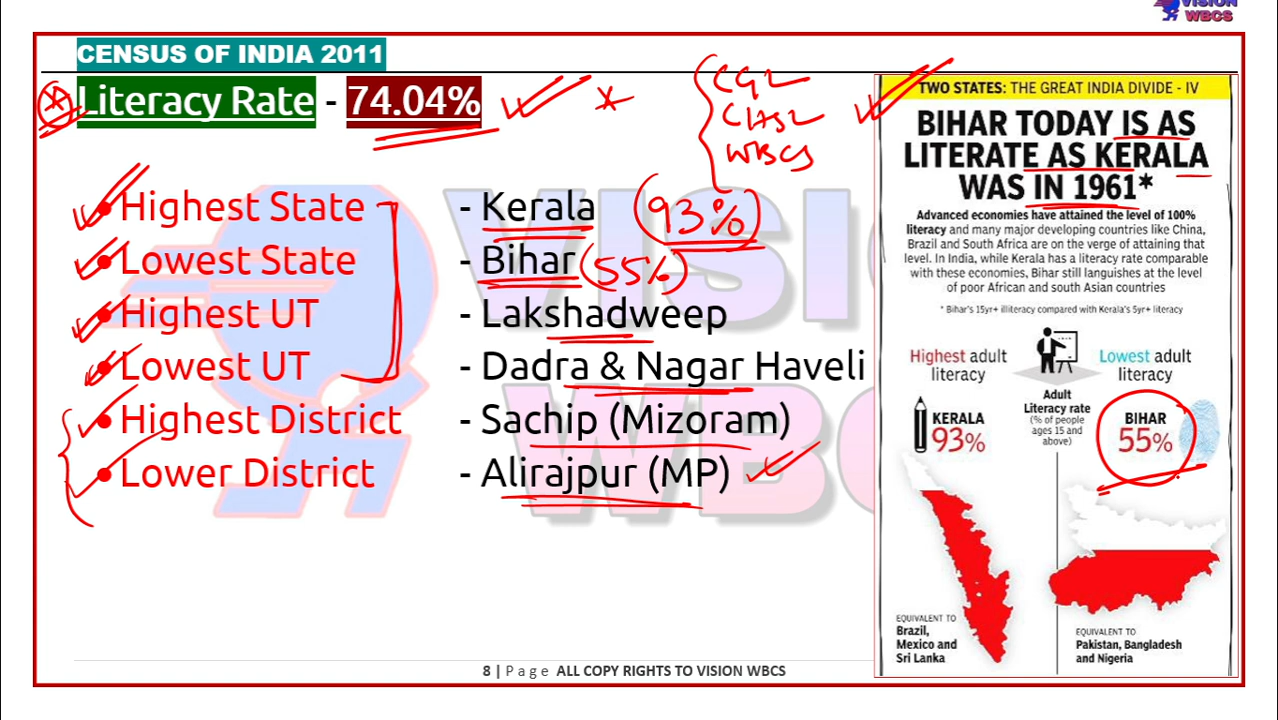 VISION
WBCS
CENSUS OF INDIA 2011
Literacy Rate - 74.04%
CGL
CHSL
WBCS
Highest State - Kerala (93%)
Lowest State - Bihar (55%)
Highest UT - Lakshadweep
Lowest UT - Dadra & Nagar Haveli
Highest District - Sachip (Mizoram)
Lower District - Alirajpur (MP)
TWO STATES: THE GREAT INDIA DIVIDE - IV
BIHAR TODAY IS AS
LITERATE AS KERALA
WAS IN 1961*
Advanced economies have attained the level of 100%
literacy and many major developing countries like China,
Brazil and South Africa are on the verge of attaining that
level. In India, while Kerala has a literacy rate comparable
with these economies, Bihar still languishes at the level
of poor African and south Asian countries
* Bihar's 15yr+ illiteracy compared with Kerala's 5yr+ literacy
Highest adult
literacy
Lowest adult
literacy
Adult
Literacy rate
(% of people
ages 15 and
above)
KERALA
93%
BIHAR
55%
EQUIVALENT TO
Brazil,
Mexico and
Sri Lanka
EQUIVALENT TO
Pakistan, Bangladesh
and Nigeria
VISI
WBC
8 | Page ALL COPY RIGHTS TO VISION WBCS